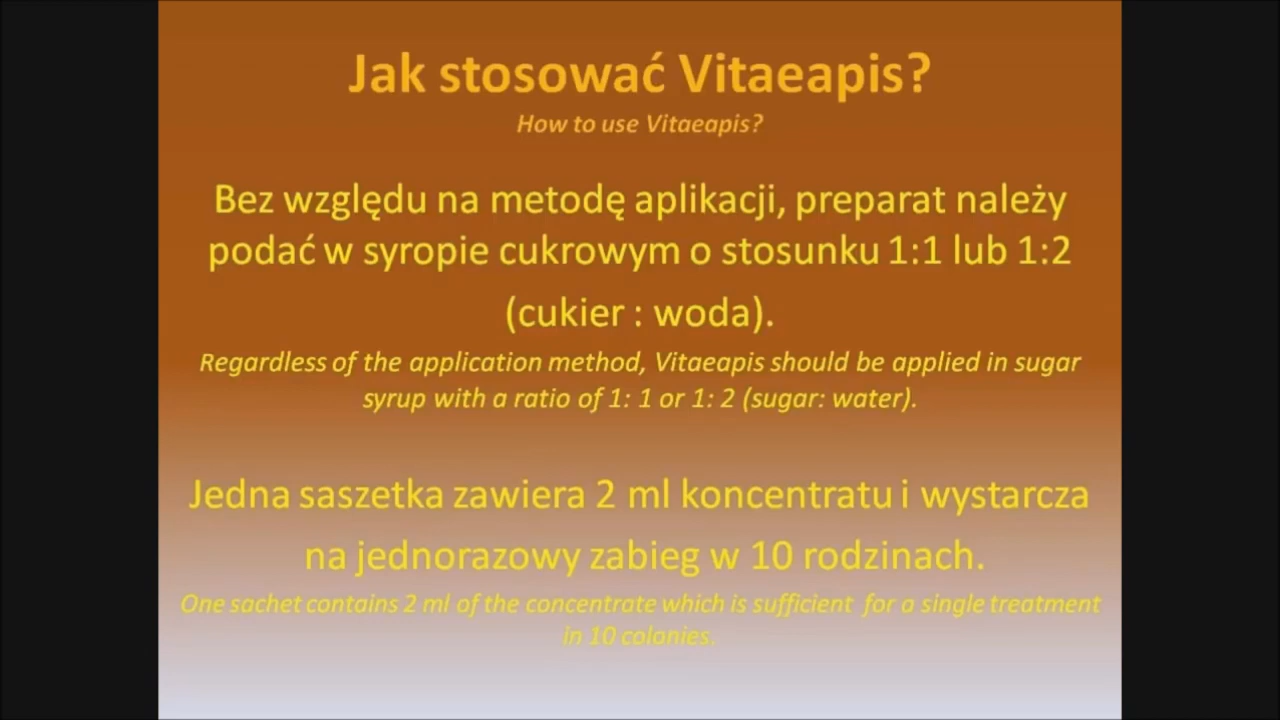 Jak stosować Vitaeapis?
How to use Vitaeapis?
Bez względu na metodę aplikacji, preparat należy
podać w syropie cukrowym o stosunku 1:1 lub 1:2
(cukier : woda).
Regardless of the application method, Vitaeapis should be applied in sugar
syrup with a ratio of 1: 1 or 1: 2 (sugar: water).
Jedna saszetka zawiera 2 ml koncentratu i wystarcza
na jednorazowy zabieg w 10 rodzinach.
One sachet contains 2 ml of the concentrate which is sufficient for a single treatment
in 10 colonies.